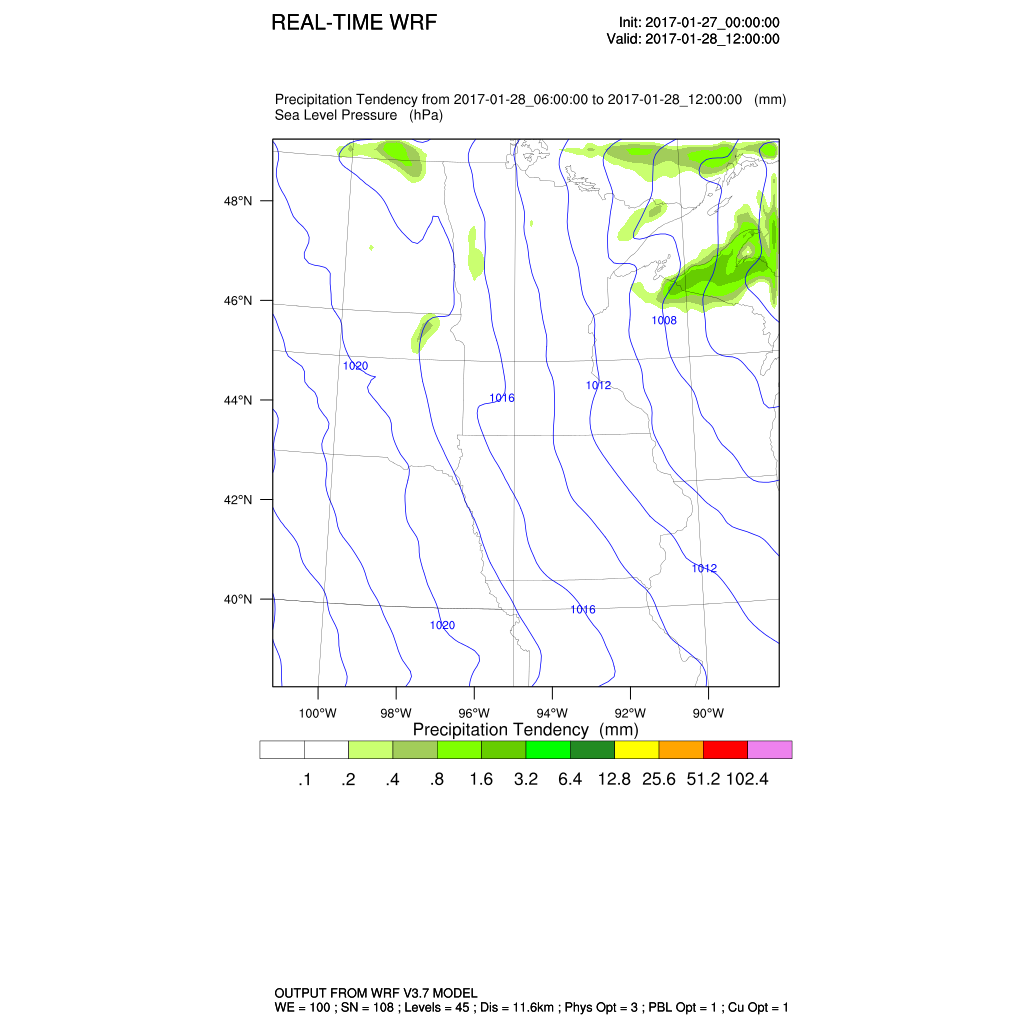 REAL-TIME WRF
Init: 2017-01-27_00:00:00
Valid: 2017-01-28_12:00:00
Precipitation Tendency from 2017-01-28_06:00:00 to 2017-01-28_12:00:00 (mm)
Sea Level Pressure (hPa)
48°N
46°N
1008
1020
1012
44°N
1016
42°N
1012
40°N
1016
1020
100°W 98°W 96°W 94°W 92°W 90°W
Precipitation Tendency (mm)
.1 .2 .4 .8 1.6 3.2 6.4 12.8 25.6 51.2 102.4
OUTPUT FROM WRF V3.7 MODEL
WE = 100 ; SN = 108 ; Levels = 45 ; Dis = 11.6km ; Phys Opt = 3 ; PBL Opt = 1 ; Cu Opt = 1